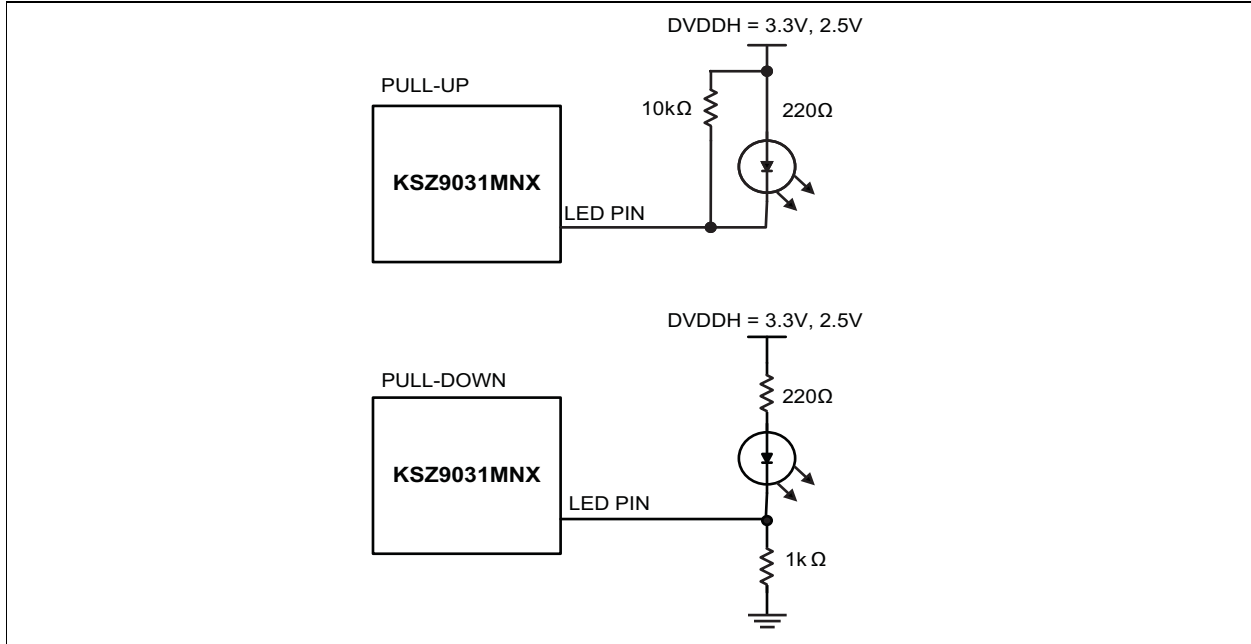 DVDDH = 3.3V, 2.5V
PULL-UP
10kΩ
220Ω
KSZ9031MNX
LED PIN
DVDDH = 3.3V, 2.5V
PULL-DOWN
220Ω
KSZ9031MNX
LED PIN
1k Ω